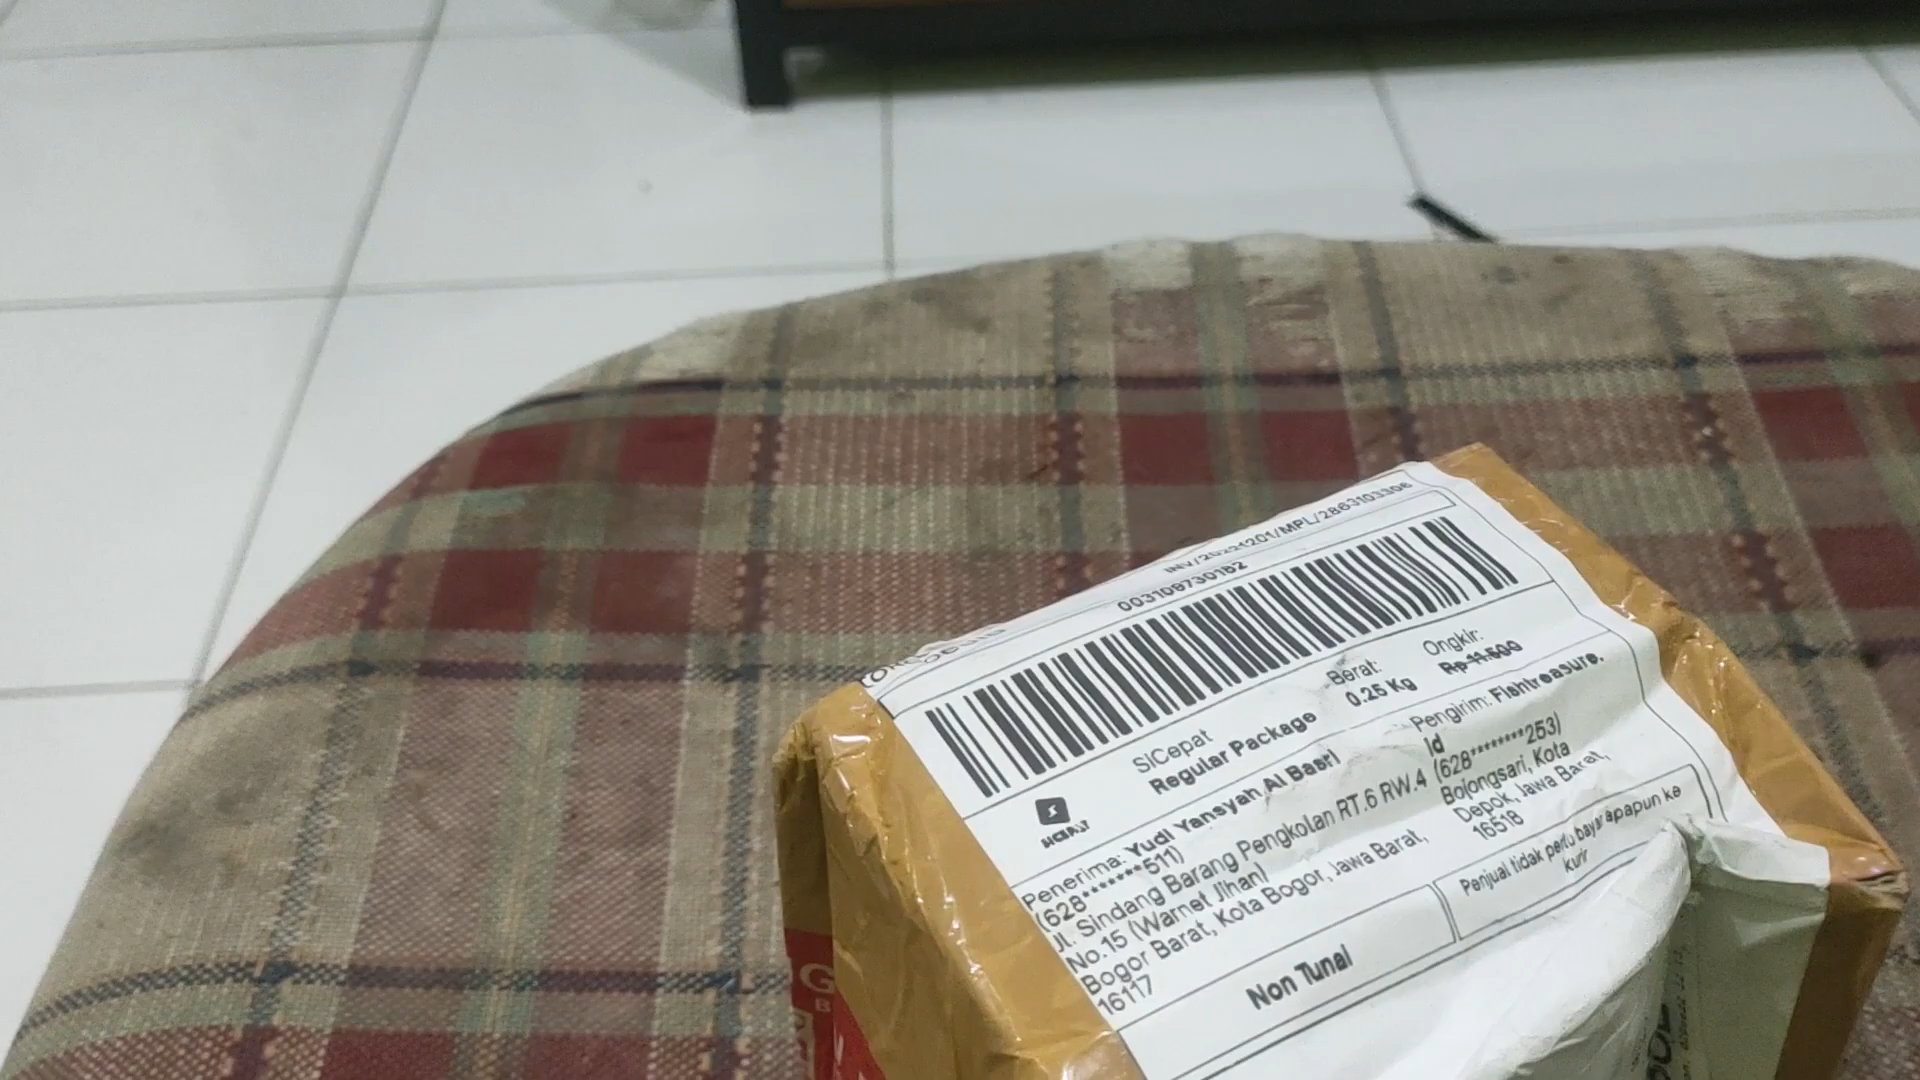 INV/20221201/MPL/2863103306
003109730182
SiCepat
Regular Package
Berat:
0.25 Kg
Ongkir:
Rp 11.500
Penerima: Yudi Yansyah Al Basri
(628*******511)
Jl. Sindang Barang Pengkolan RT.6 RW.4
No.15 (Warnet Jihan)
Bogor Barat, Kota Bogor, Jawa Barat,
16117
Pengirim: Fishtreasure.
Id
(628********253)
Bojongsari, Kota
Depok, Jawa Barat,
16518
Non Tunai
Penjual tidak perlu bayar apapun ke
kurir